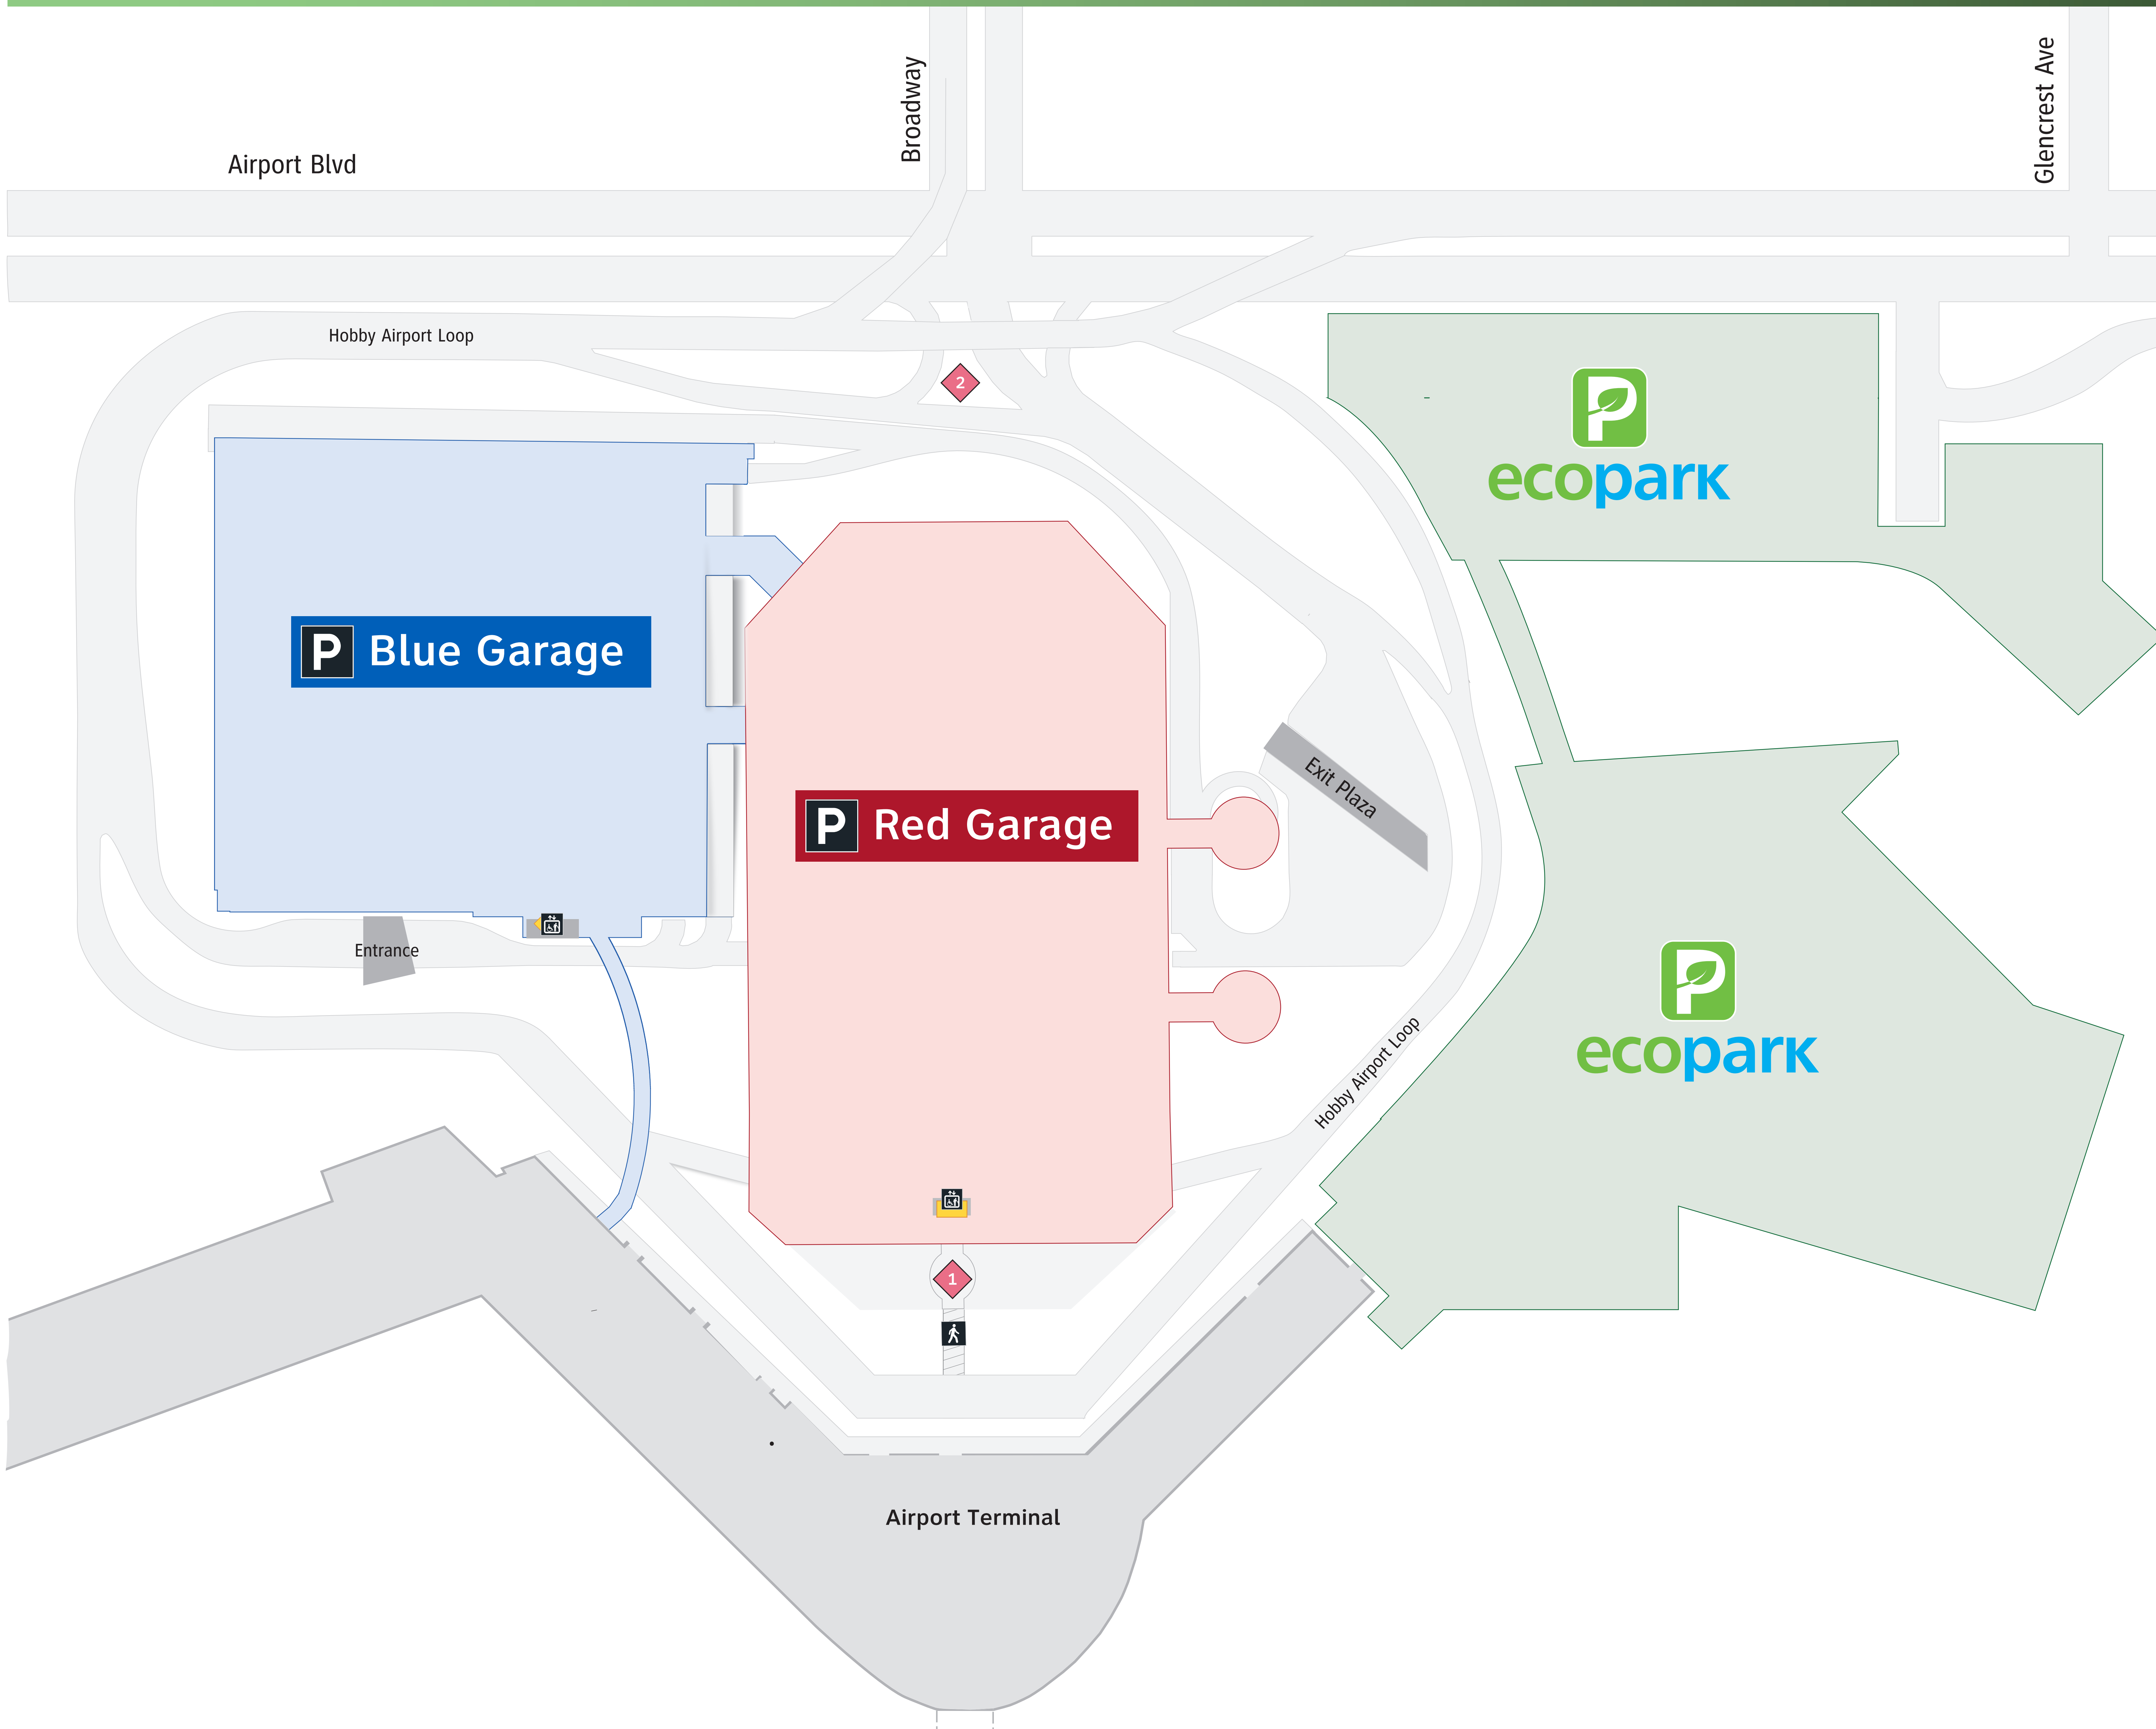 Broadway
Glencrest Ave
Airport Blvd
Hobby Airport Loop
2
P
ecopark
P Blue Garage
Exit Plaza
P Red Garage
Entrance
P
ecopark
Hobby Airport Loop
1
Airport Terminal